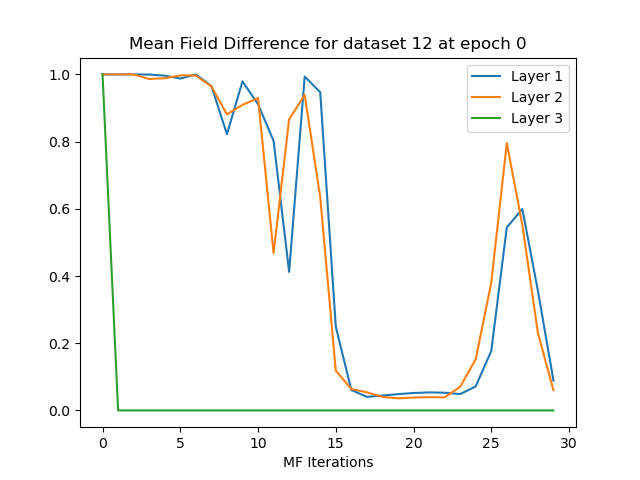 Mean Field Difference for dataset 12 at epoch 0
1.0
0.8
0.6
0.4
0.2
0.0
Layer 1
Layer 2
Layer 3
0 5 10 15 20 25 30
MF Iterations